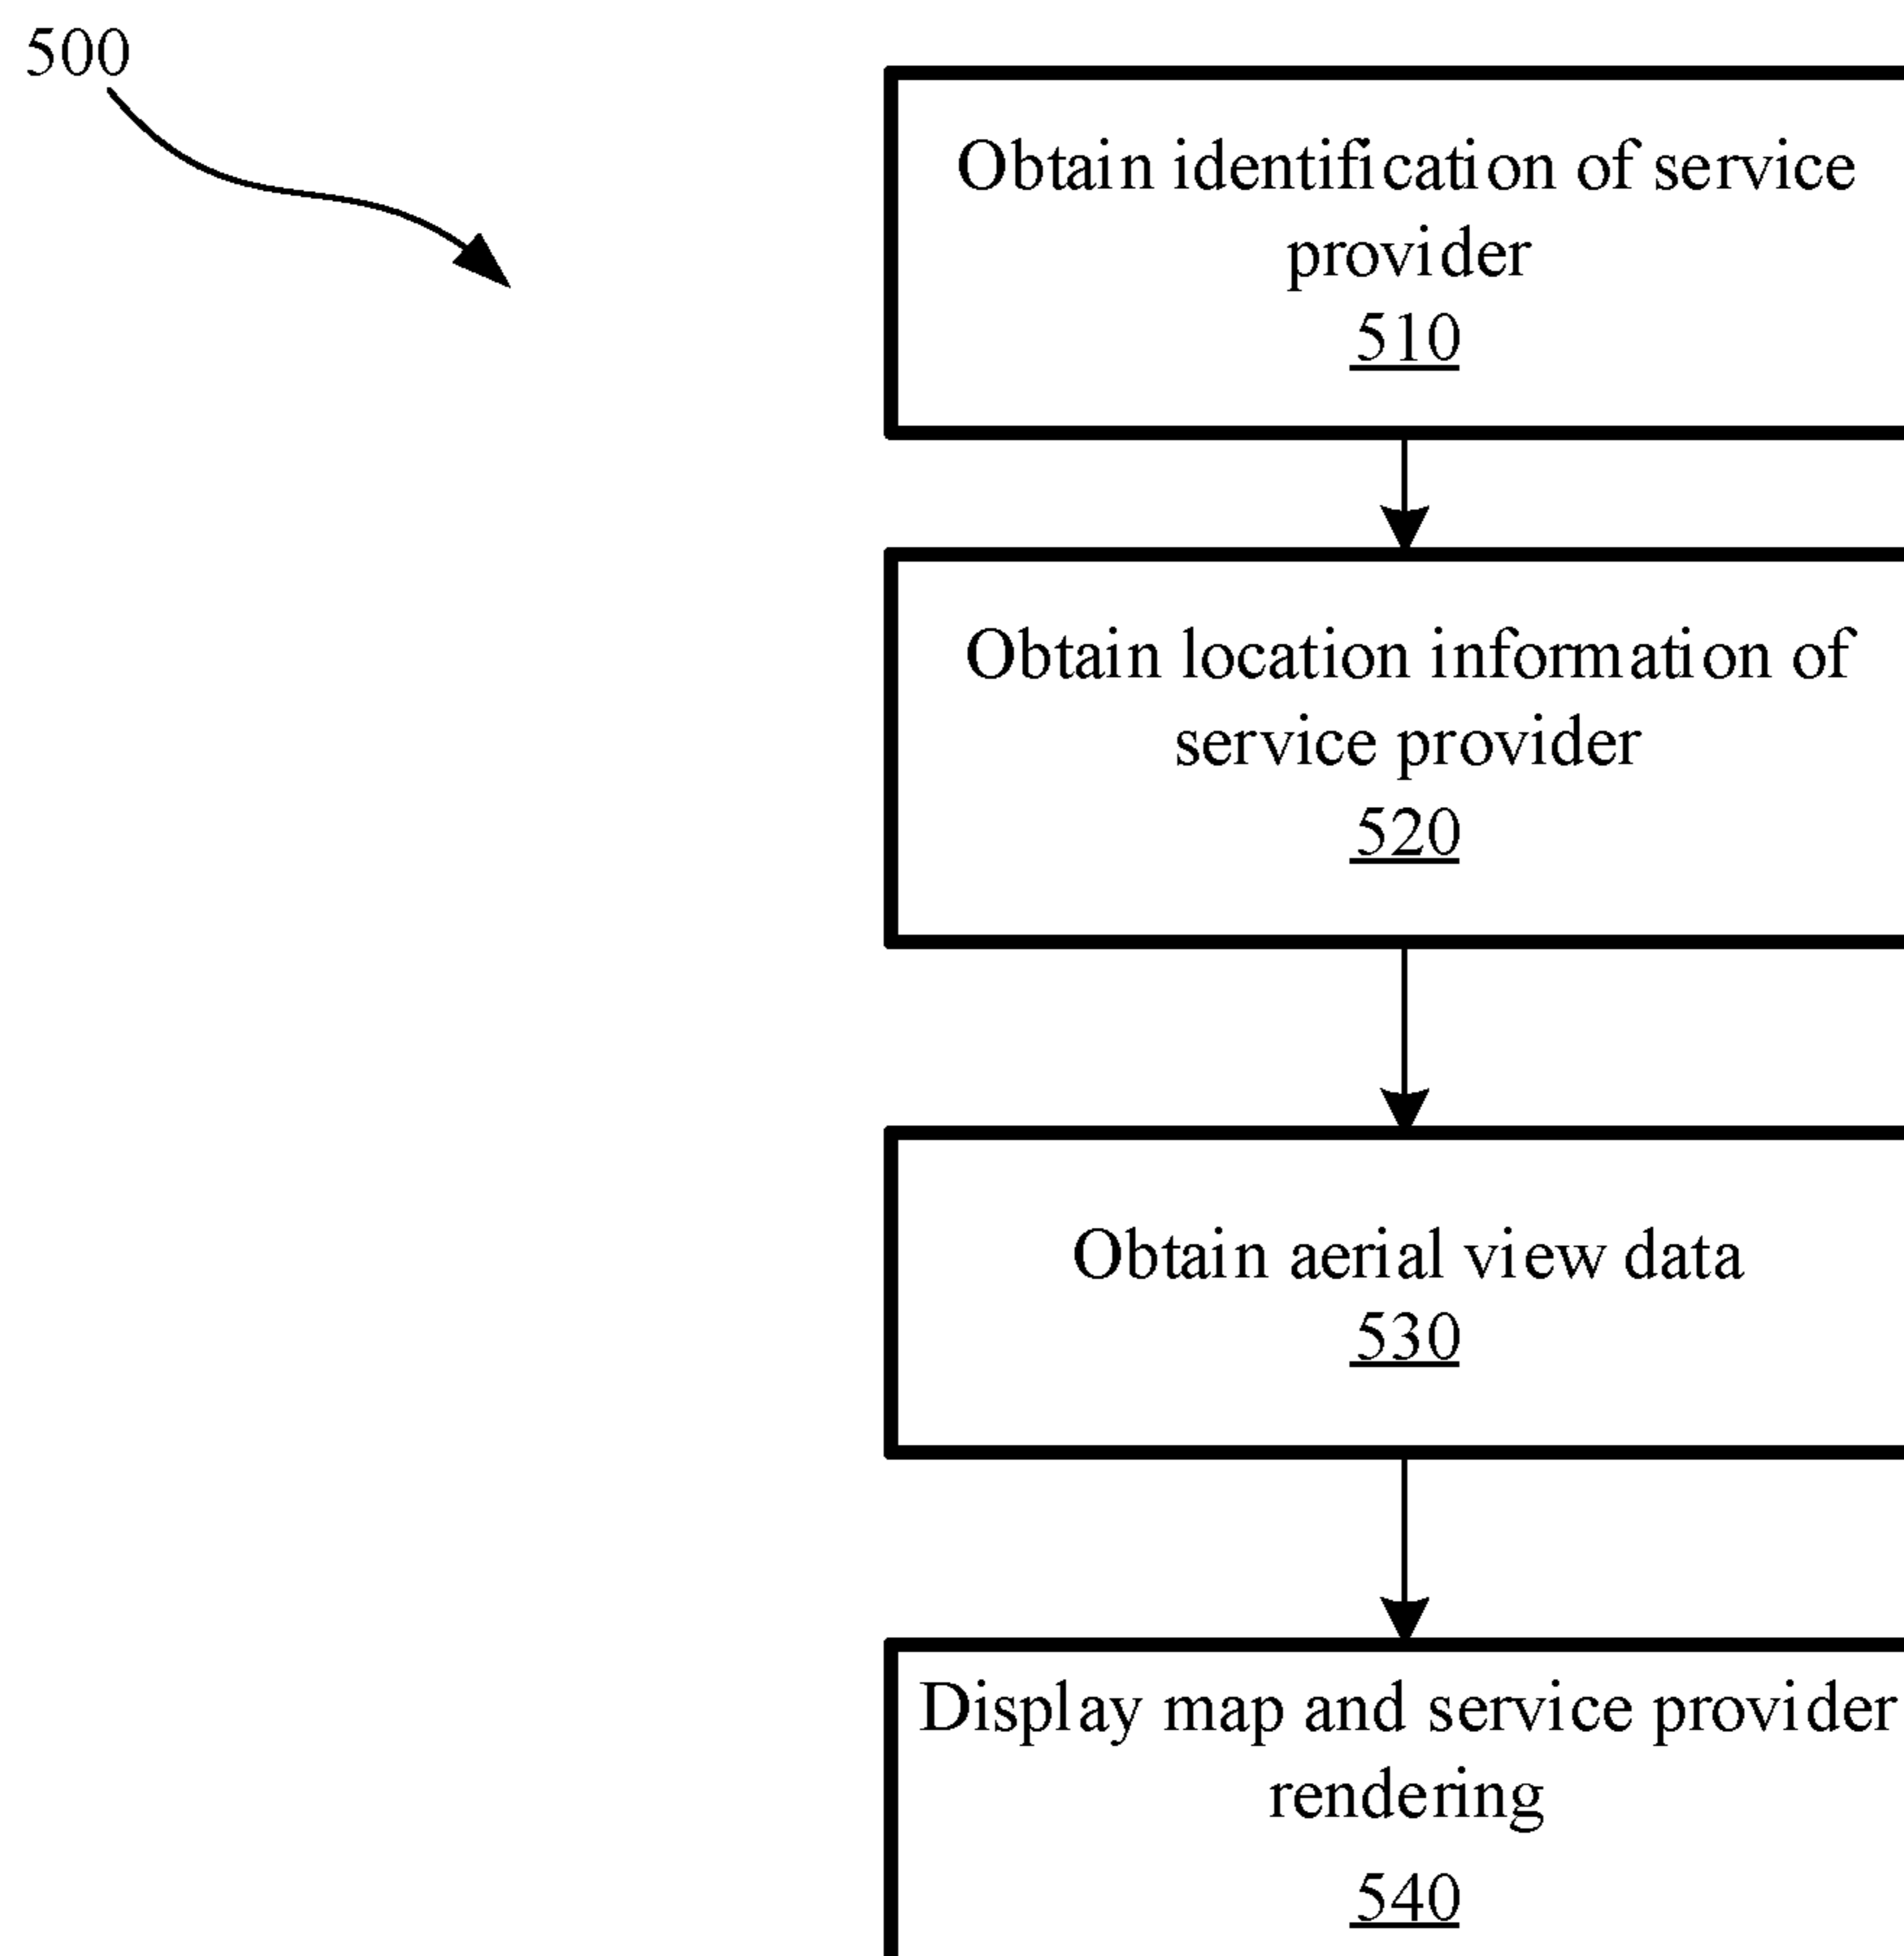 500
Obtain identification of service
provider
510
Obtain location information of
service provider
520
Obtain aerial view data
530
Display map and service provider
rendering
540